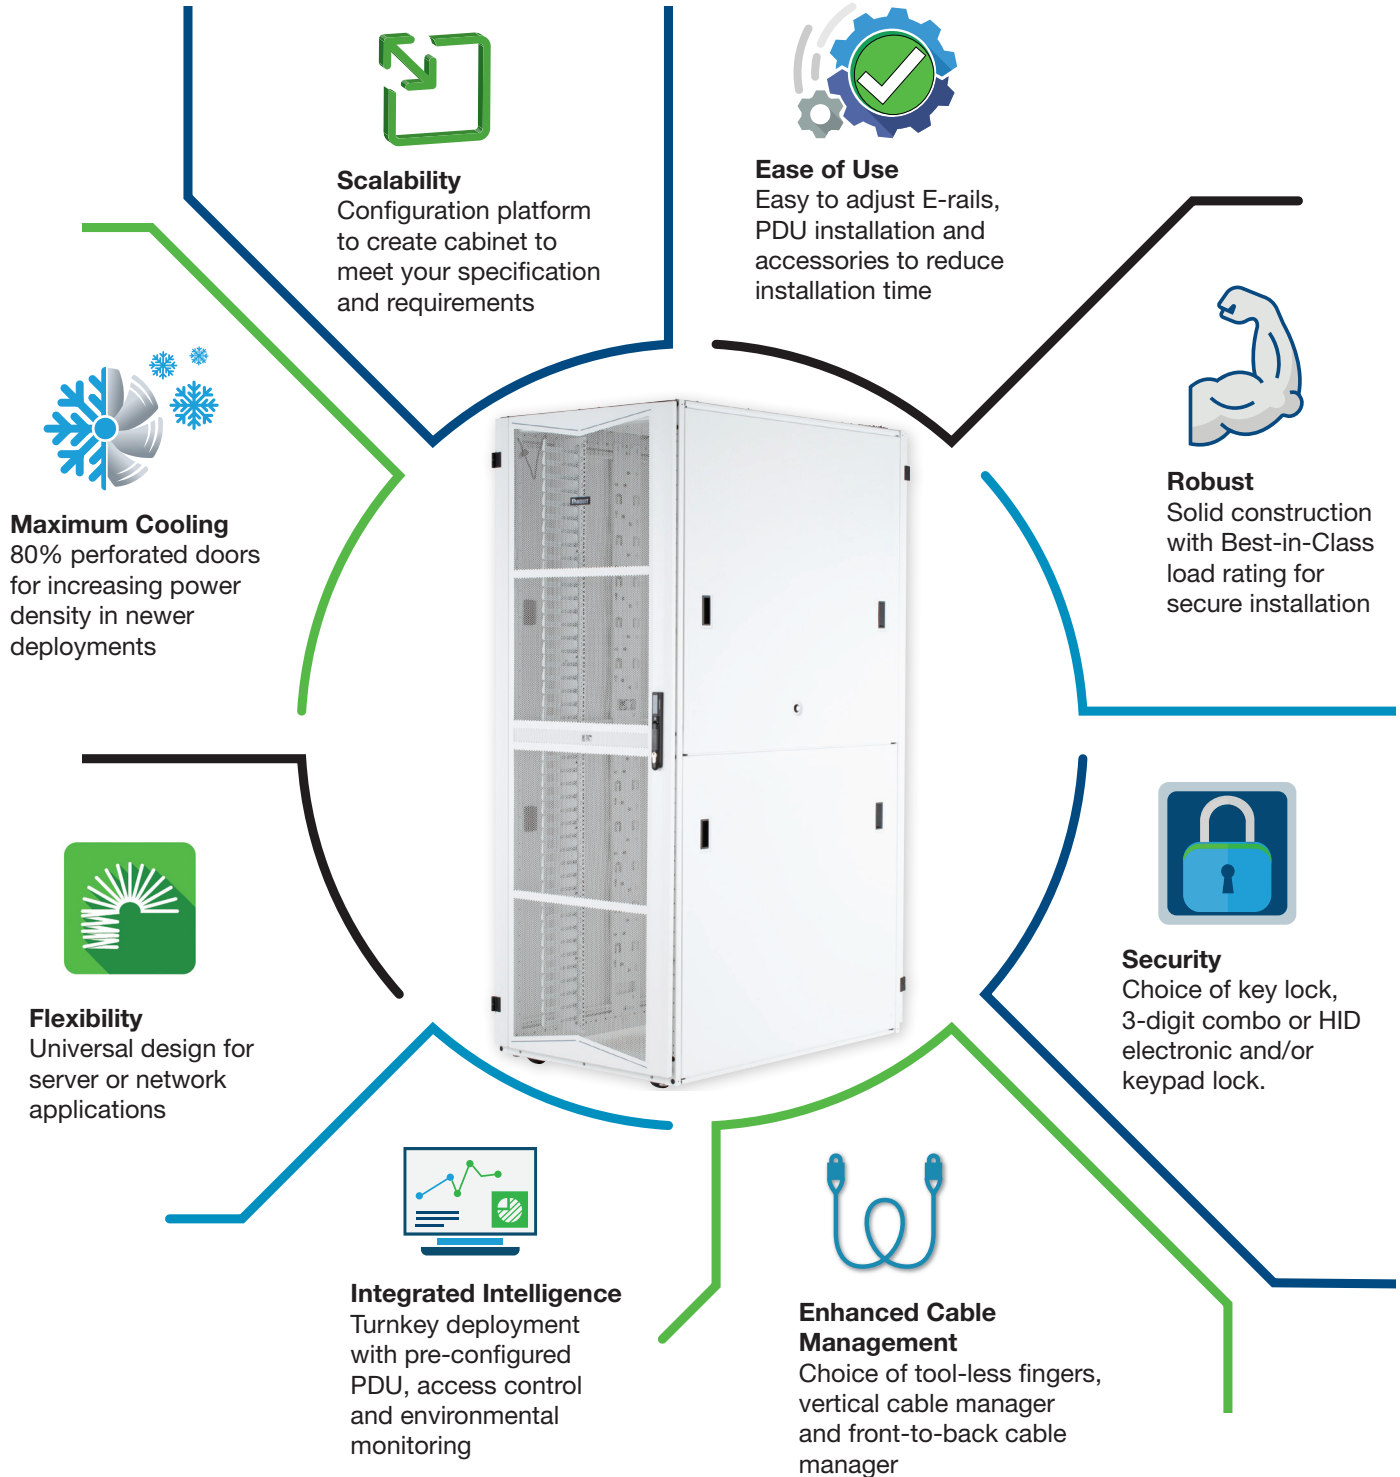 Scalability
Configuration platform
to create cabinet to
meet your specification
and requirements
Ease of Use
Easy to adjust E-rails,
PDU installation and
accessories to reduce
installation time
Robust
Solid construction
with Best-in-Class
load rating for
secure installation
Maximum Cooling
80% perforated doors
for increasing power
density in newer
deployments
Security
Choice of key lock,
3-digit combo or HID
electronic and/or
keypad lock.
Flexibility
Universal design for
server or network
applications
Integrated Intelligence
Turnkey deployment
with pre-configured
PDU, access control
and environmental
monitoring
Enhanced Cable
Management
Choice of tool-less fingers,
vertical cable manager
and front-to-back cable
manager